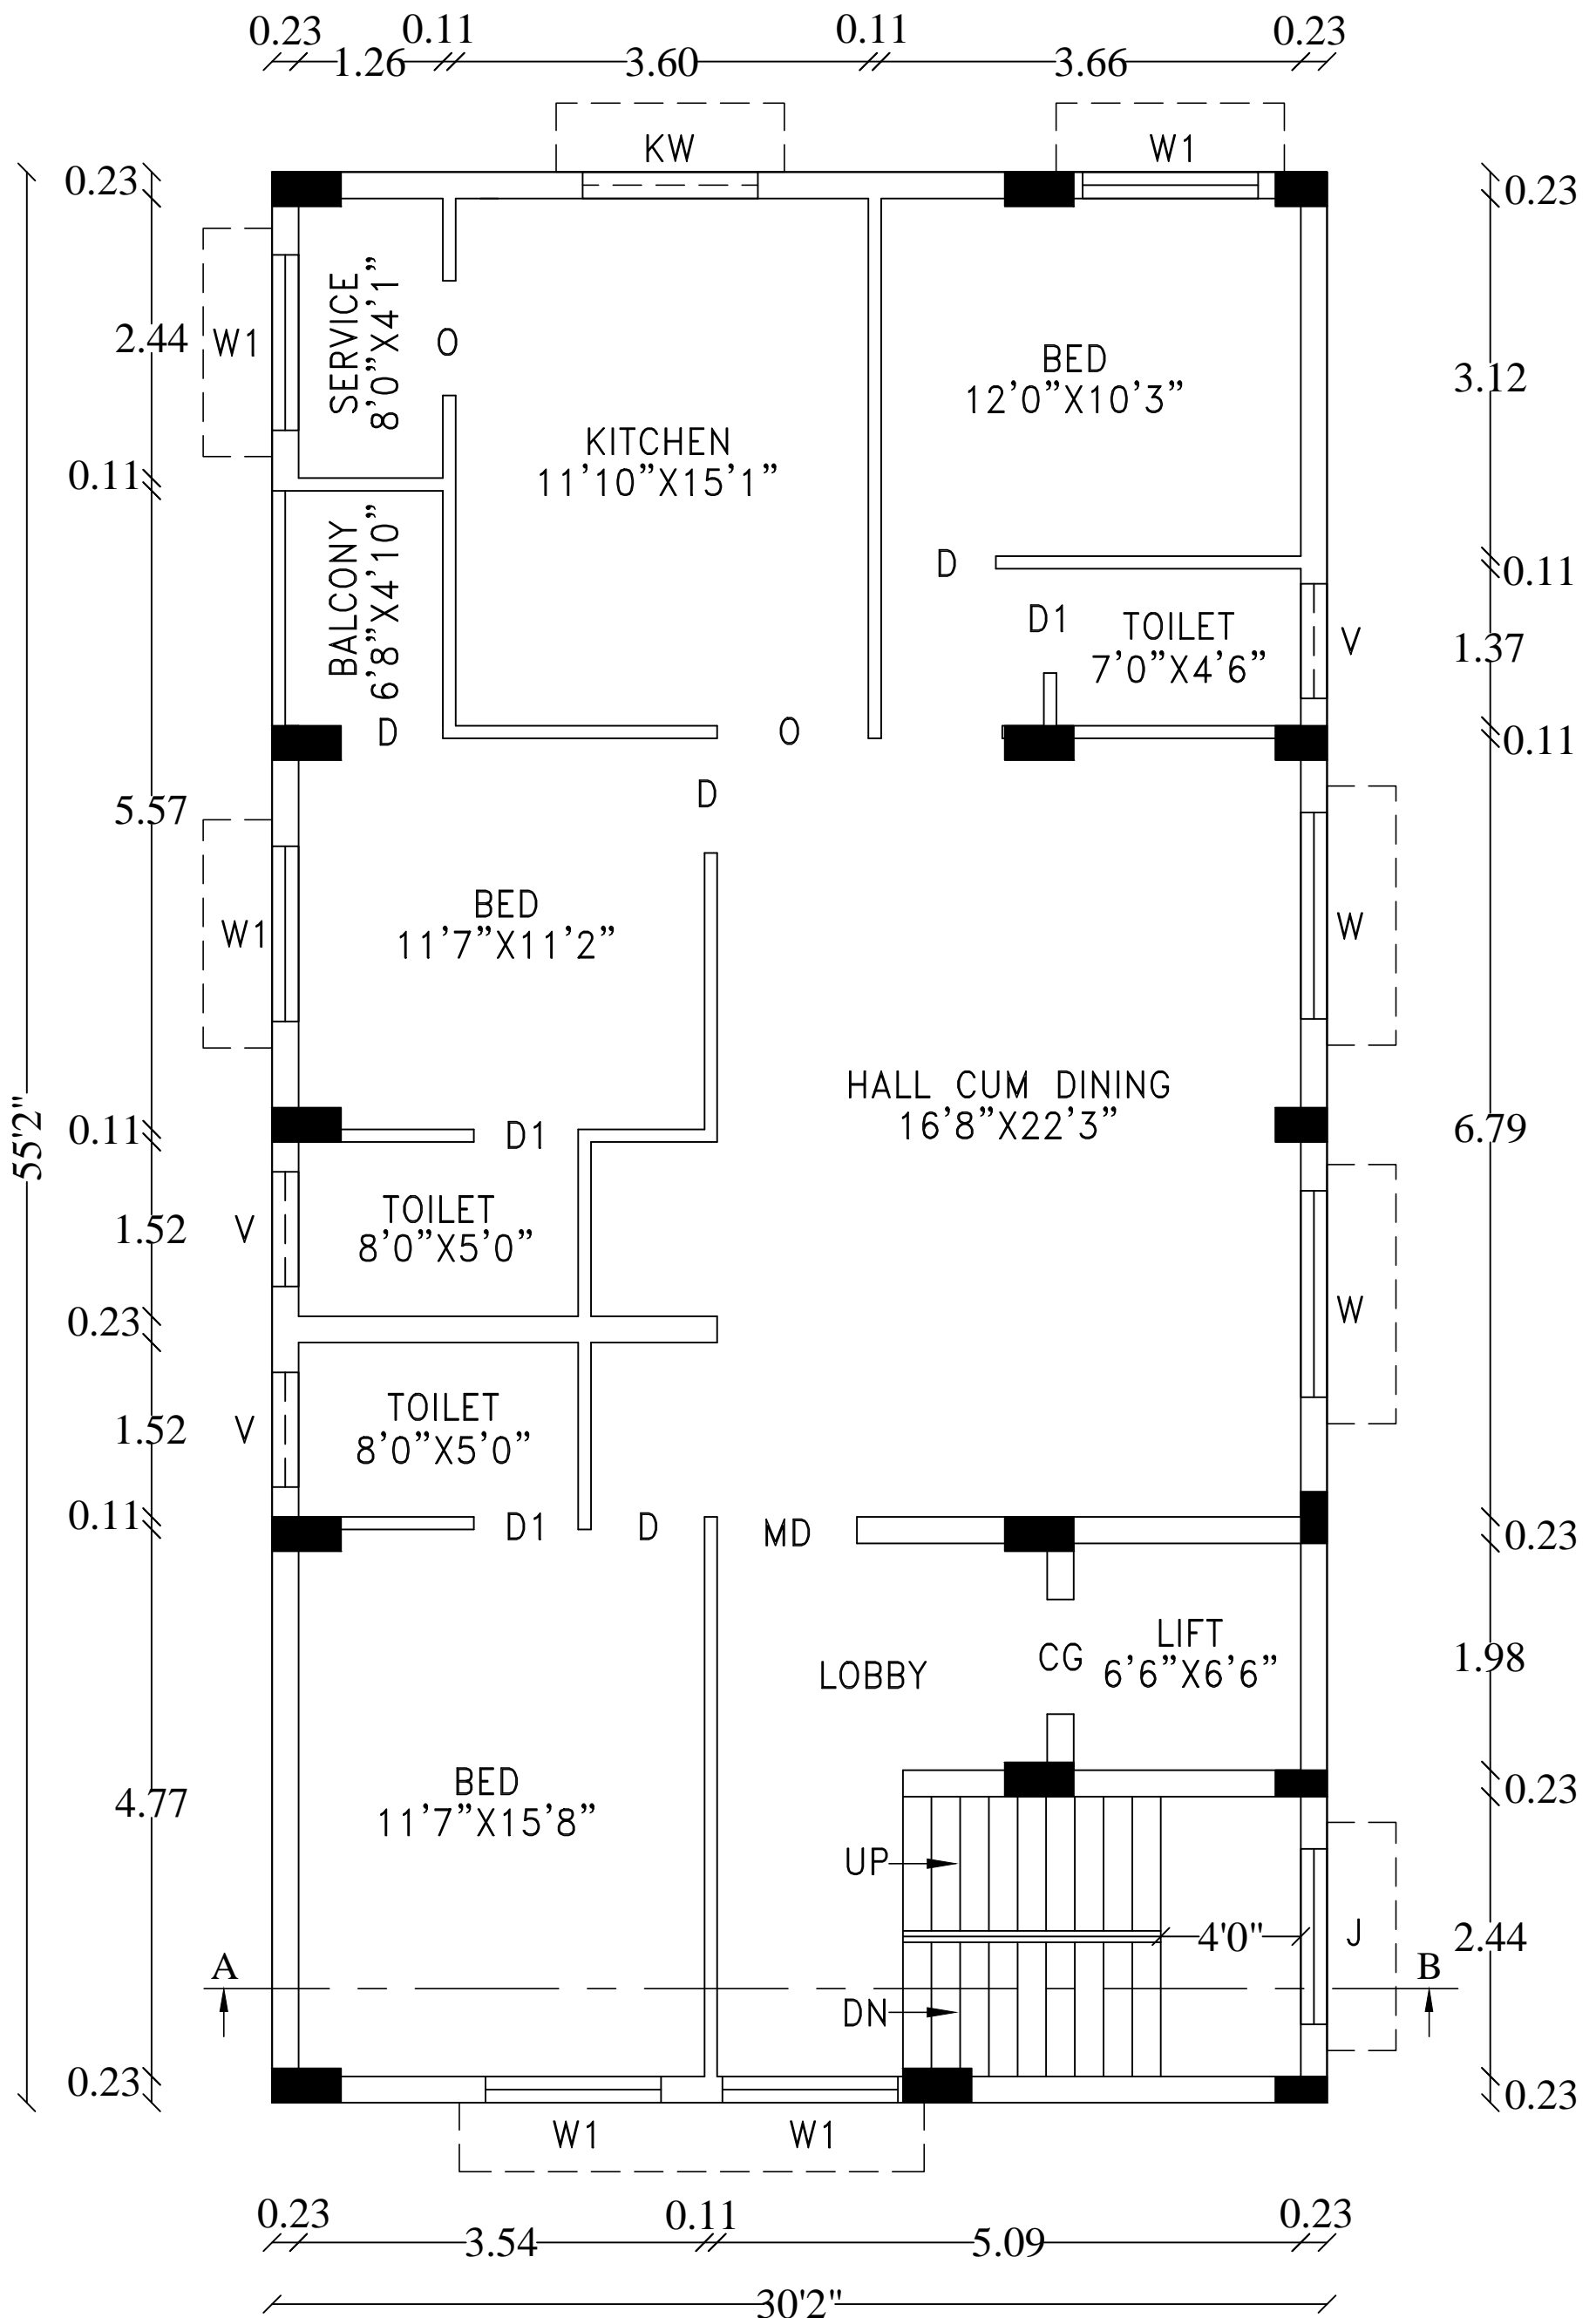 0.23
0.11
0.11
0.23
1.26
3.60
3.66
KW
W1
0.23
0.23
2.44
W1
SERVICE
8'0"X4'1"
O
KITCHEN
11'10"X15'1"
BED
12'0"X10'3"
3.12
0.11
BALCONY
6'8"X4'10"
D
0.11
D1
TOILET
7'0"X4'6"
V
1.37
D
O
0.11
D
5.57
W1
BED
11'7"X11'2"
W
HALL CUM DINING
16'8"X22'3"
55'2"
0.11
D1
6.79
1.52
V
TOILET
8'0"X5'0"
0.23
W
1.52
V
TOILET
8'0"X5'0"
0.11
D1
D
MD
0.23
LOBBY
CG
LIFT
6'6"X6'6"
1.98
BED
11'7"X15'8"
4.77
0.23
UP
4'0"
J
2.44
A
B
DN
0.23
0.23
W1
W1
0.23
0.11
0.23
3.54
5.09
30'2"